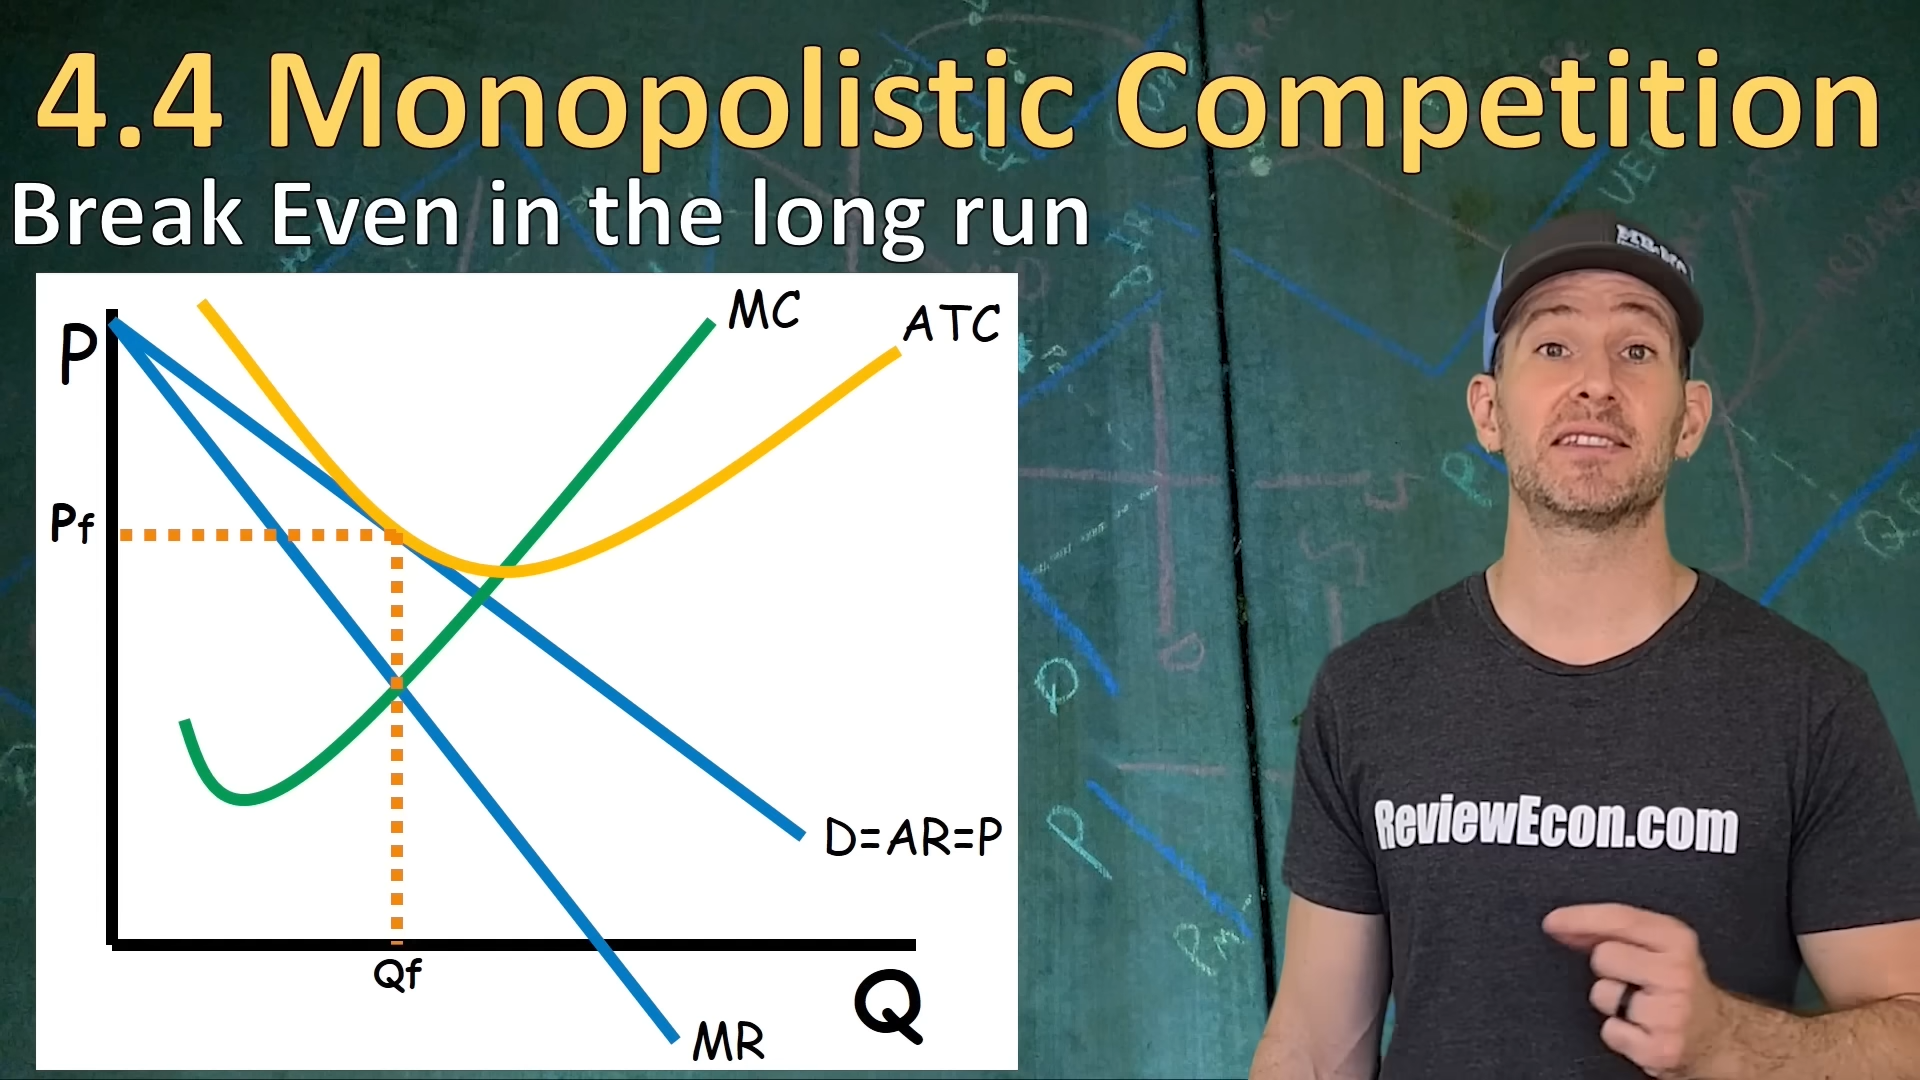 4.4 Monopolistic Competition
Break Even in the long run
P
MC
ATC
Pf
D=AR=P
Qf
Q
MR
ReviewEcon.com